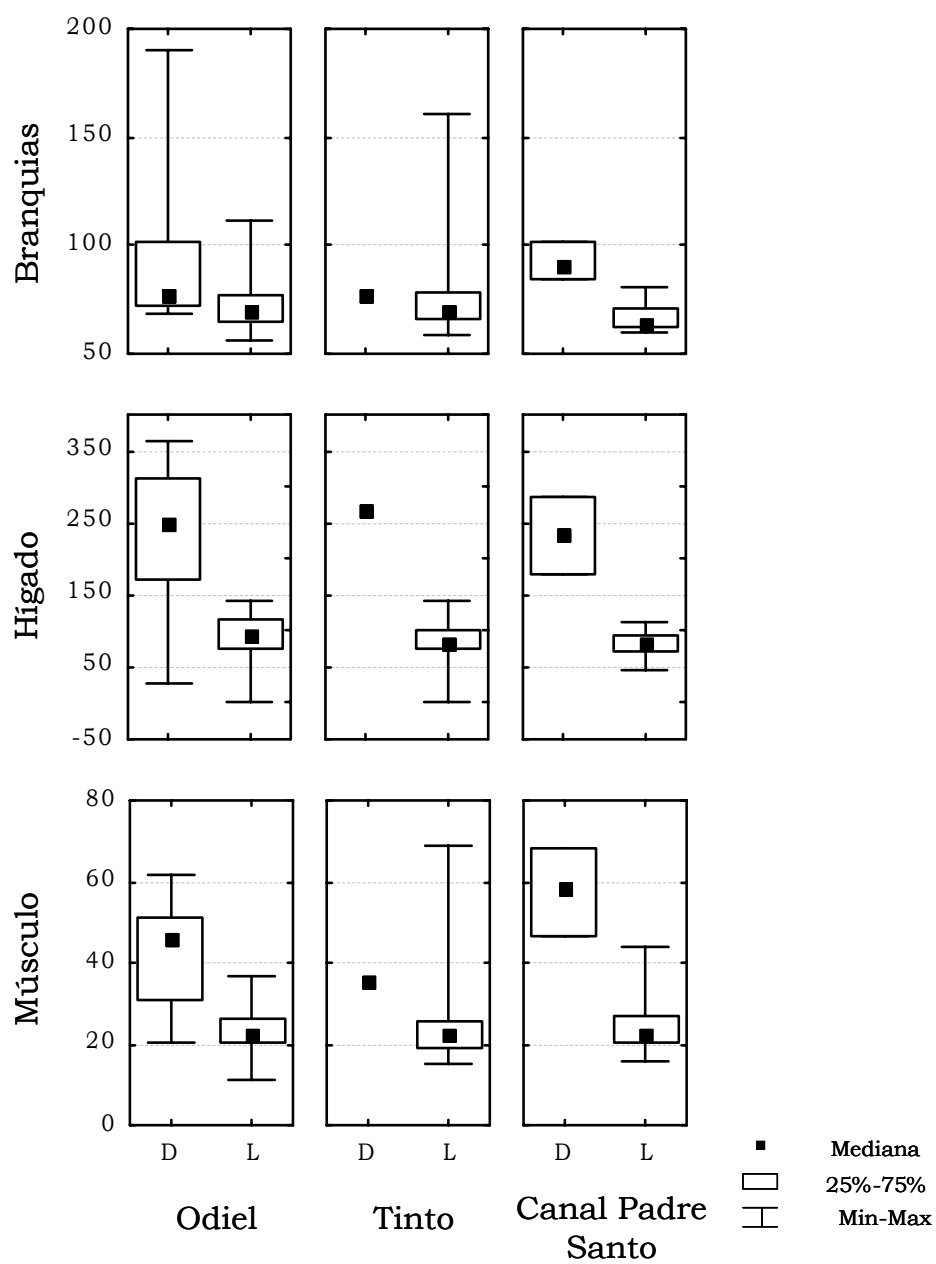 200
150
100
50
Branquias
350
250
150
50
-50
Hígado
80
60
40
20
0
Músculo
D L D L D L
Odiel Tinto Canal Padre
Santo
Mediana
25%-75%
Min-Max